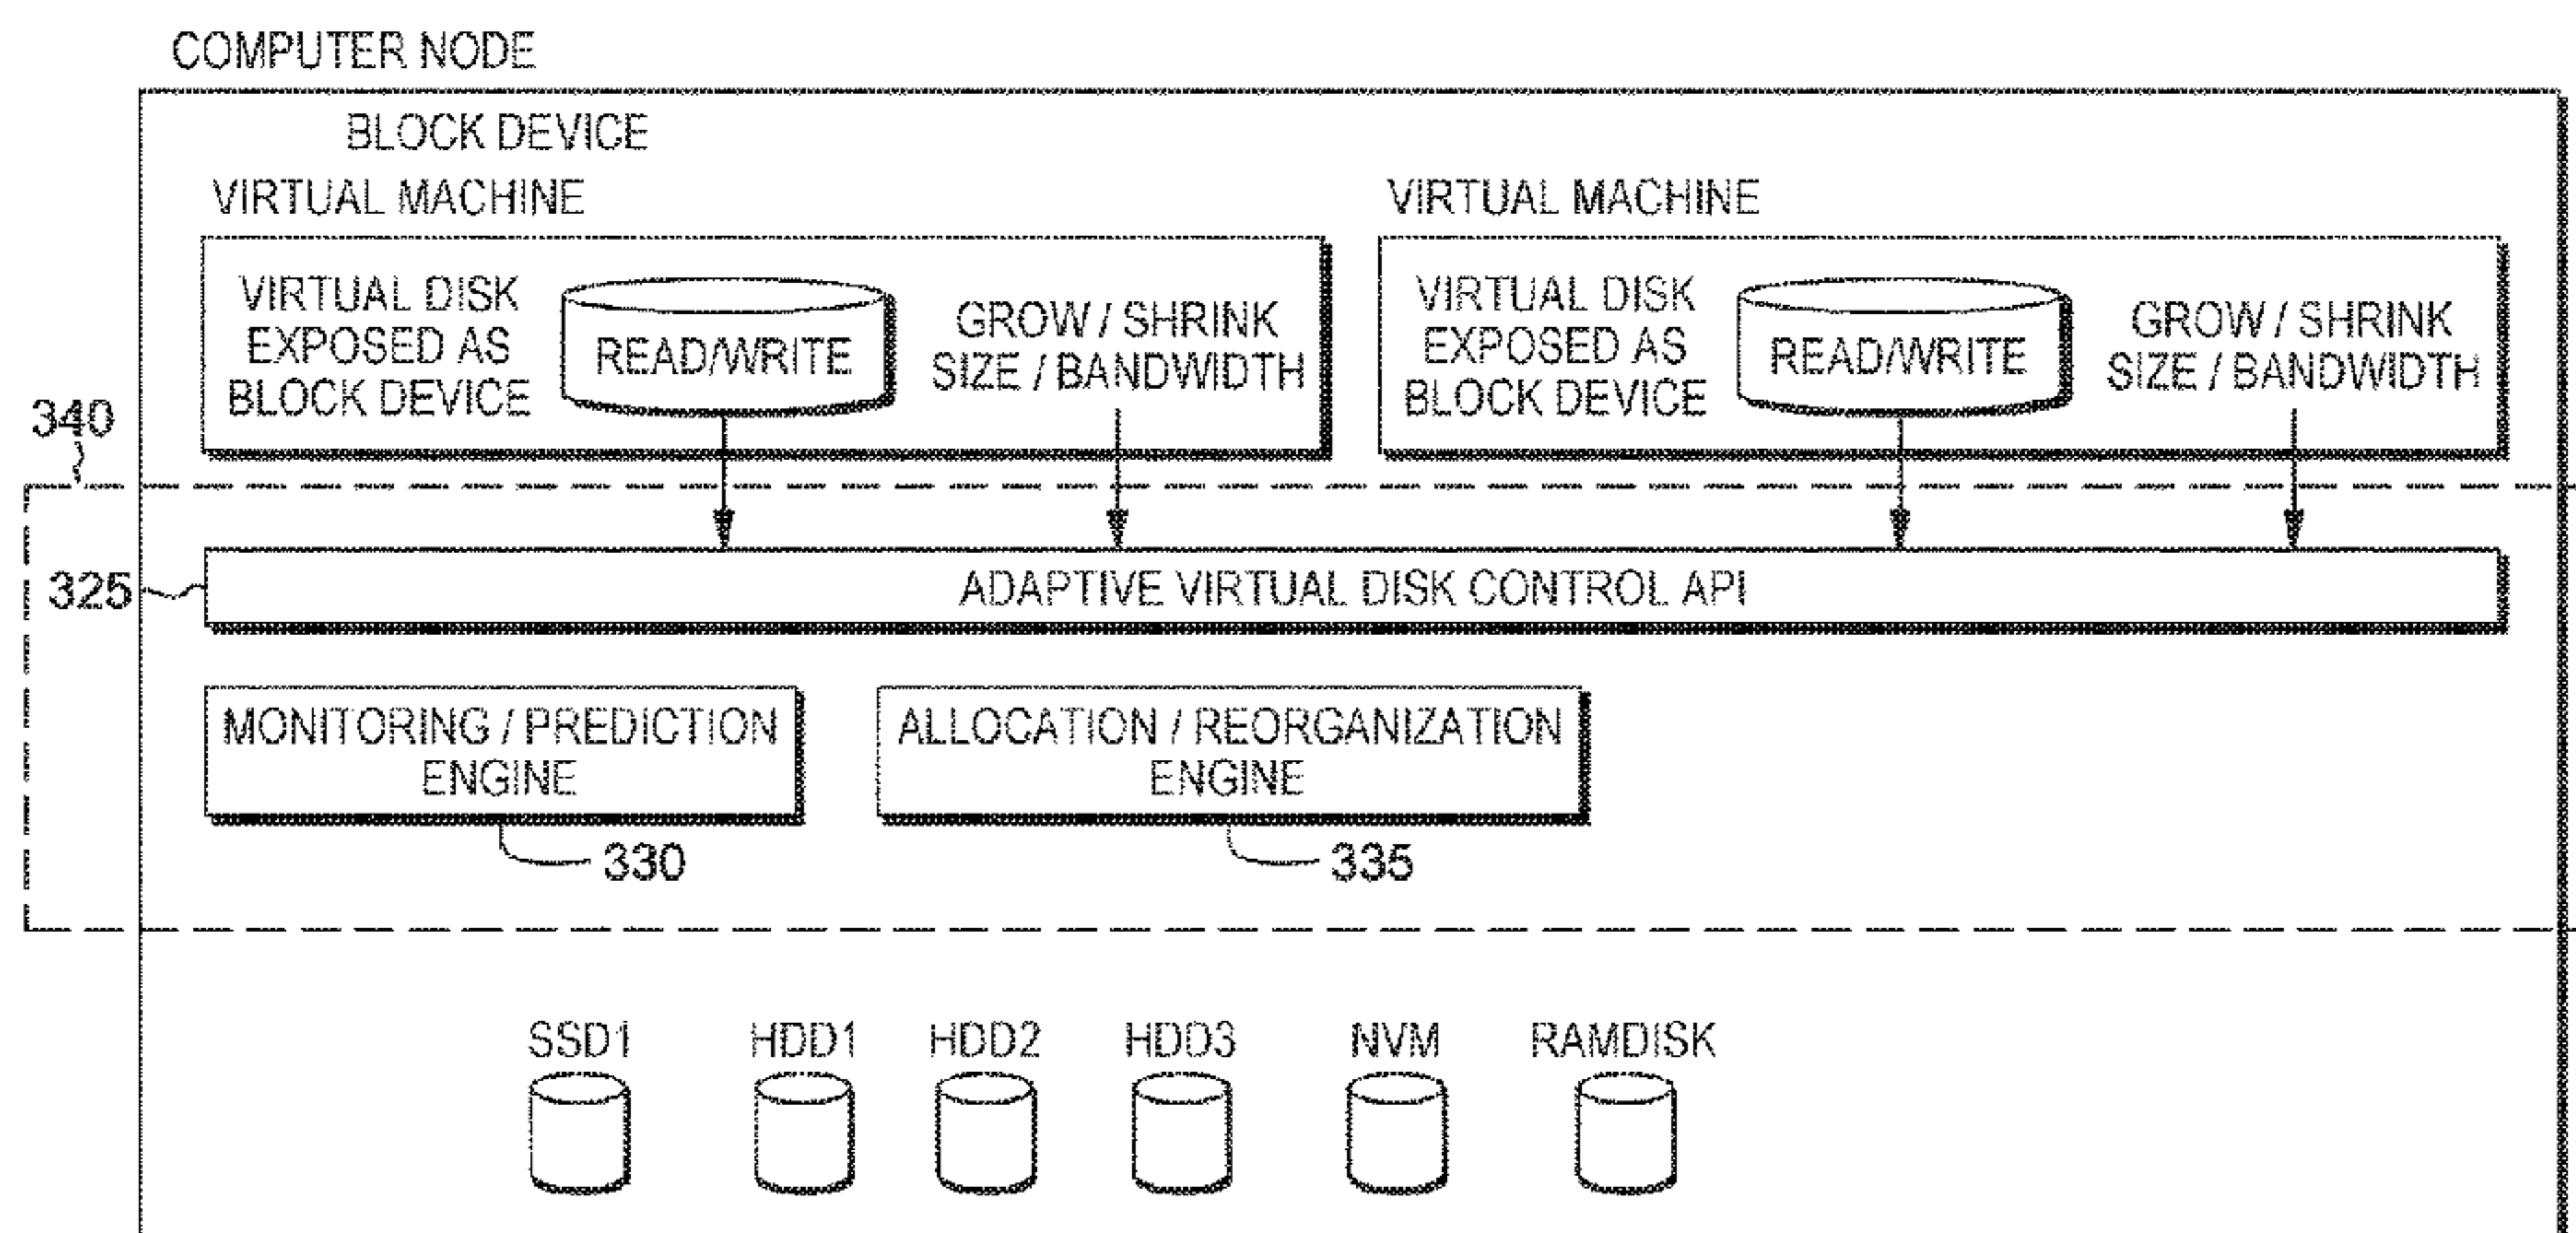 COMPUTER NODE
BLOCK DEVICE
VIRTUAL MACHINE
VIRTUAL DISK
EXPOSED AS
BLOCK DEVICE
READ/WRITE
GROW / SHRINK
SIZE / BANDWIDTH
VIRTUAL MACHINE
VIRTUAL DISK
EXPOSED AS
BLOCK DEVICE
READ/WRITE
GROW / SHRINK
SIZE / BANDWIDTH
340
325
ADAPTIVE VIRTUAL DISK CONTROL API
MONITORING / PREDICTION
ENGINE
330
ALLOCATION / REORGANIZATION
ENGINE
335
SSD1
HDD1
HDD2
HDD3
NVM
RAMDISK